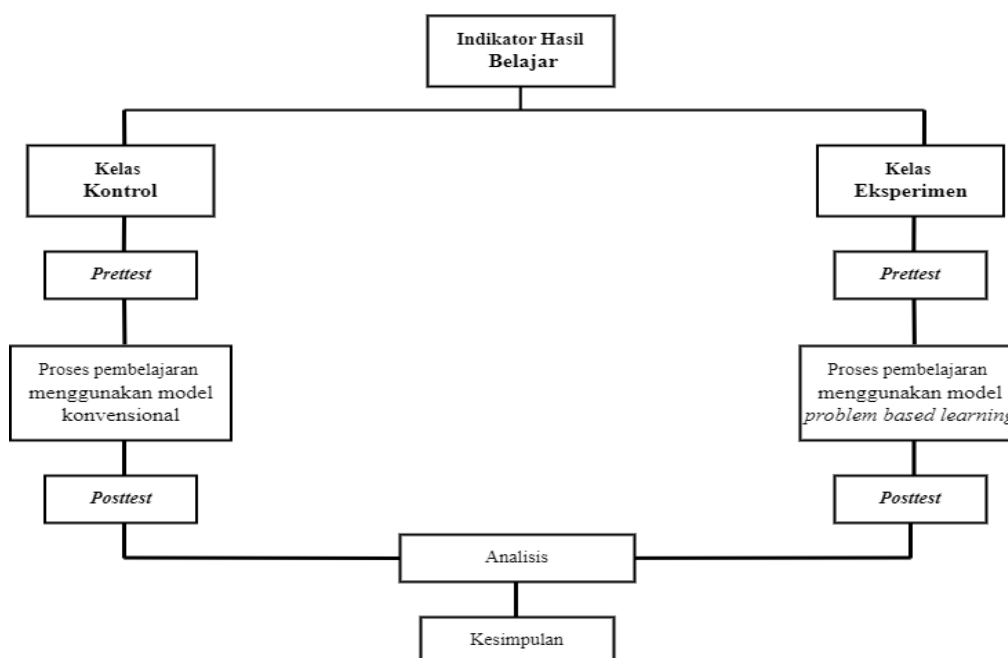 Indikator Hasil
Belajar
Kelas
Kontrol
Kelas
Eksperimen
Prettest
Prettest
Proses pembelajaran
menggunakan model
konvensional
Proses pembelajaran
menggunakan model
problem based learning
Posttest
Posttest
Analisis
Kesimpulan